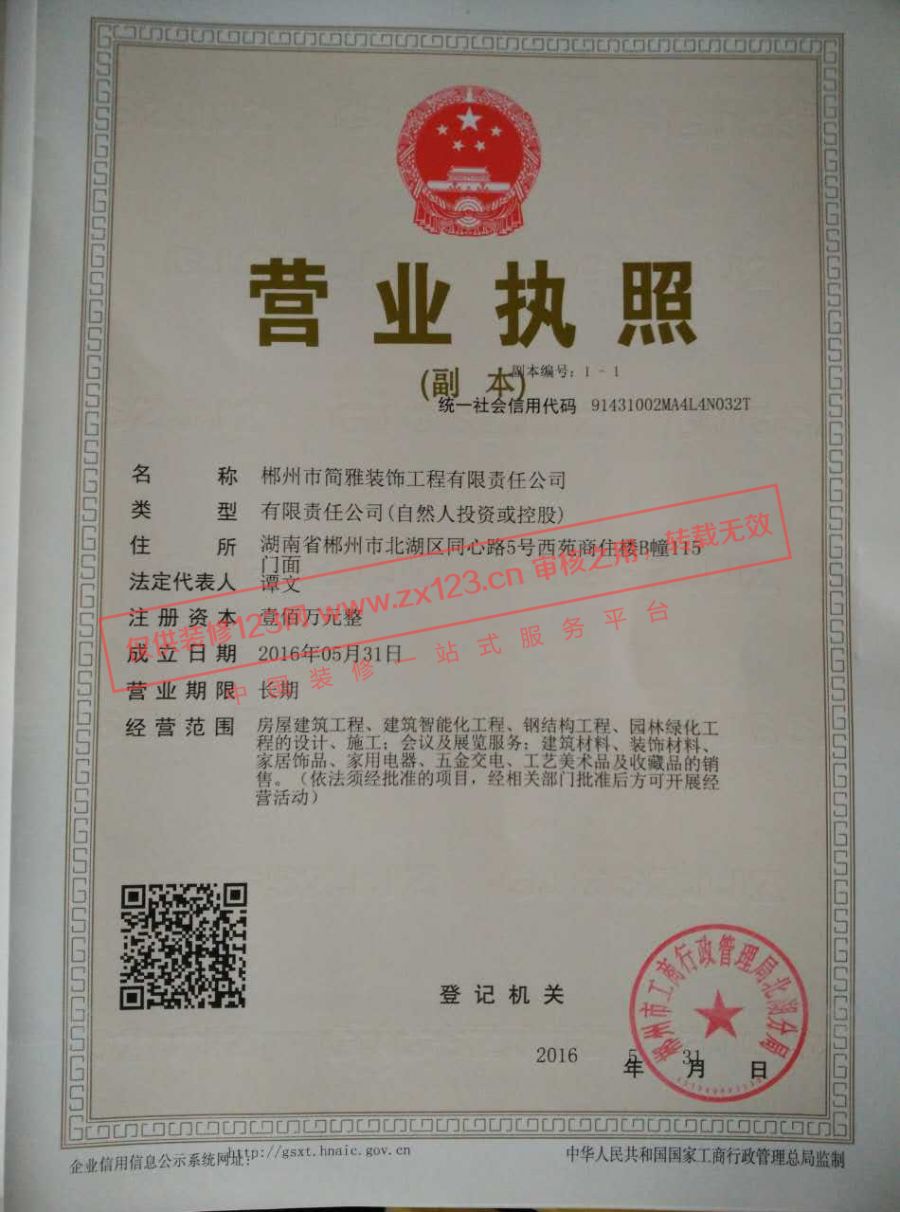 营业执照
(副 本)
副本编号：1 - 1
统一社会信用代码 91431002MA4L4N032T
名 称 郴州市简雅装饰工程有限责任公司
类 型 有限责任公司(自然人投资或控股)
住 所 湖南省郴州市北湖区同心路5号西苑商住楼B幢115
门面
法定代表人 谭文
注册资本 壹佰万元整
成立日期 2016年05月31日
营业期限 长期
经营范围 房屋建筑工程、建筑智能化工程、钢结构工程、园林绿化工
程的设计、施工；会议及展览服务；建筑材料、装饰材料、
家居饰品、家用电器、五金交电、工艺美术品及收藏品的销
售。（依法须经批准的项目，经相关部门批准后方可开展经
营活动）
仅供装修123网 www.zx123.cn 审核之用，转载无效
中国装修一站式服务平台
登记机关
郴州市工商行政管理局北湖分局
2016 年 5 月 31 日
企业信用信息公示系统网址：http://gsxt.hnaic.gov.cn
中华人民共和国国家工商行政管理总局监制